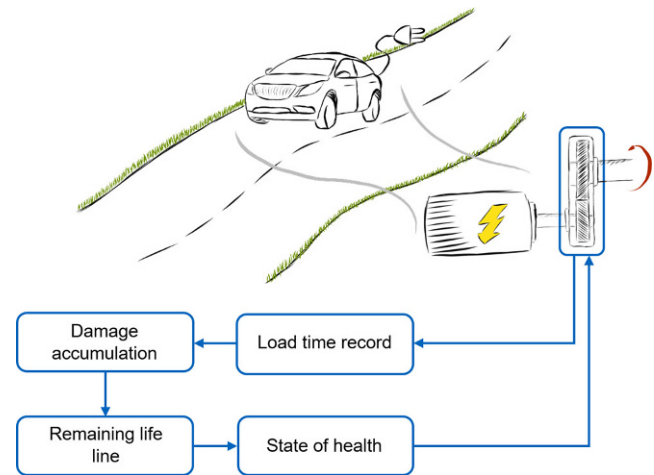 Damage
accumulation
Load time record
Remaining life
line
State of health